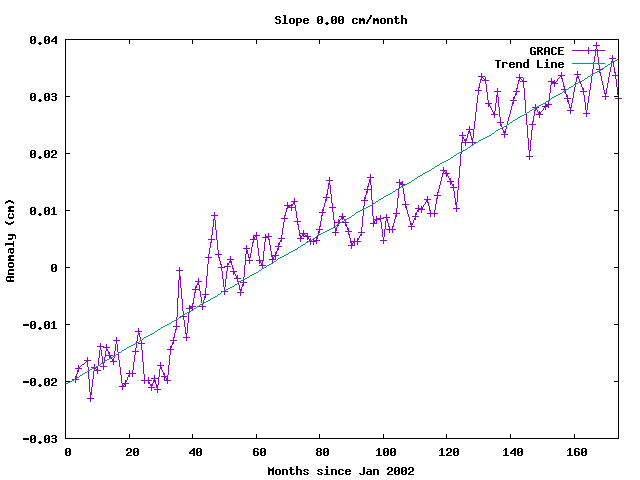 Slope 0.00 cm/month
GRACE
Trend Line
0.04
0.03
0.02
0.01
0
-0.01
-0.02
-0.03
Anomaly (cm)
0 20 40 60 80 100 120 140 160
Months since Jan 2002